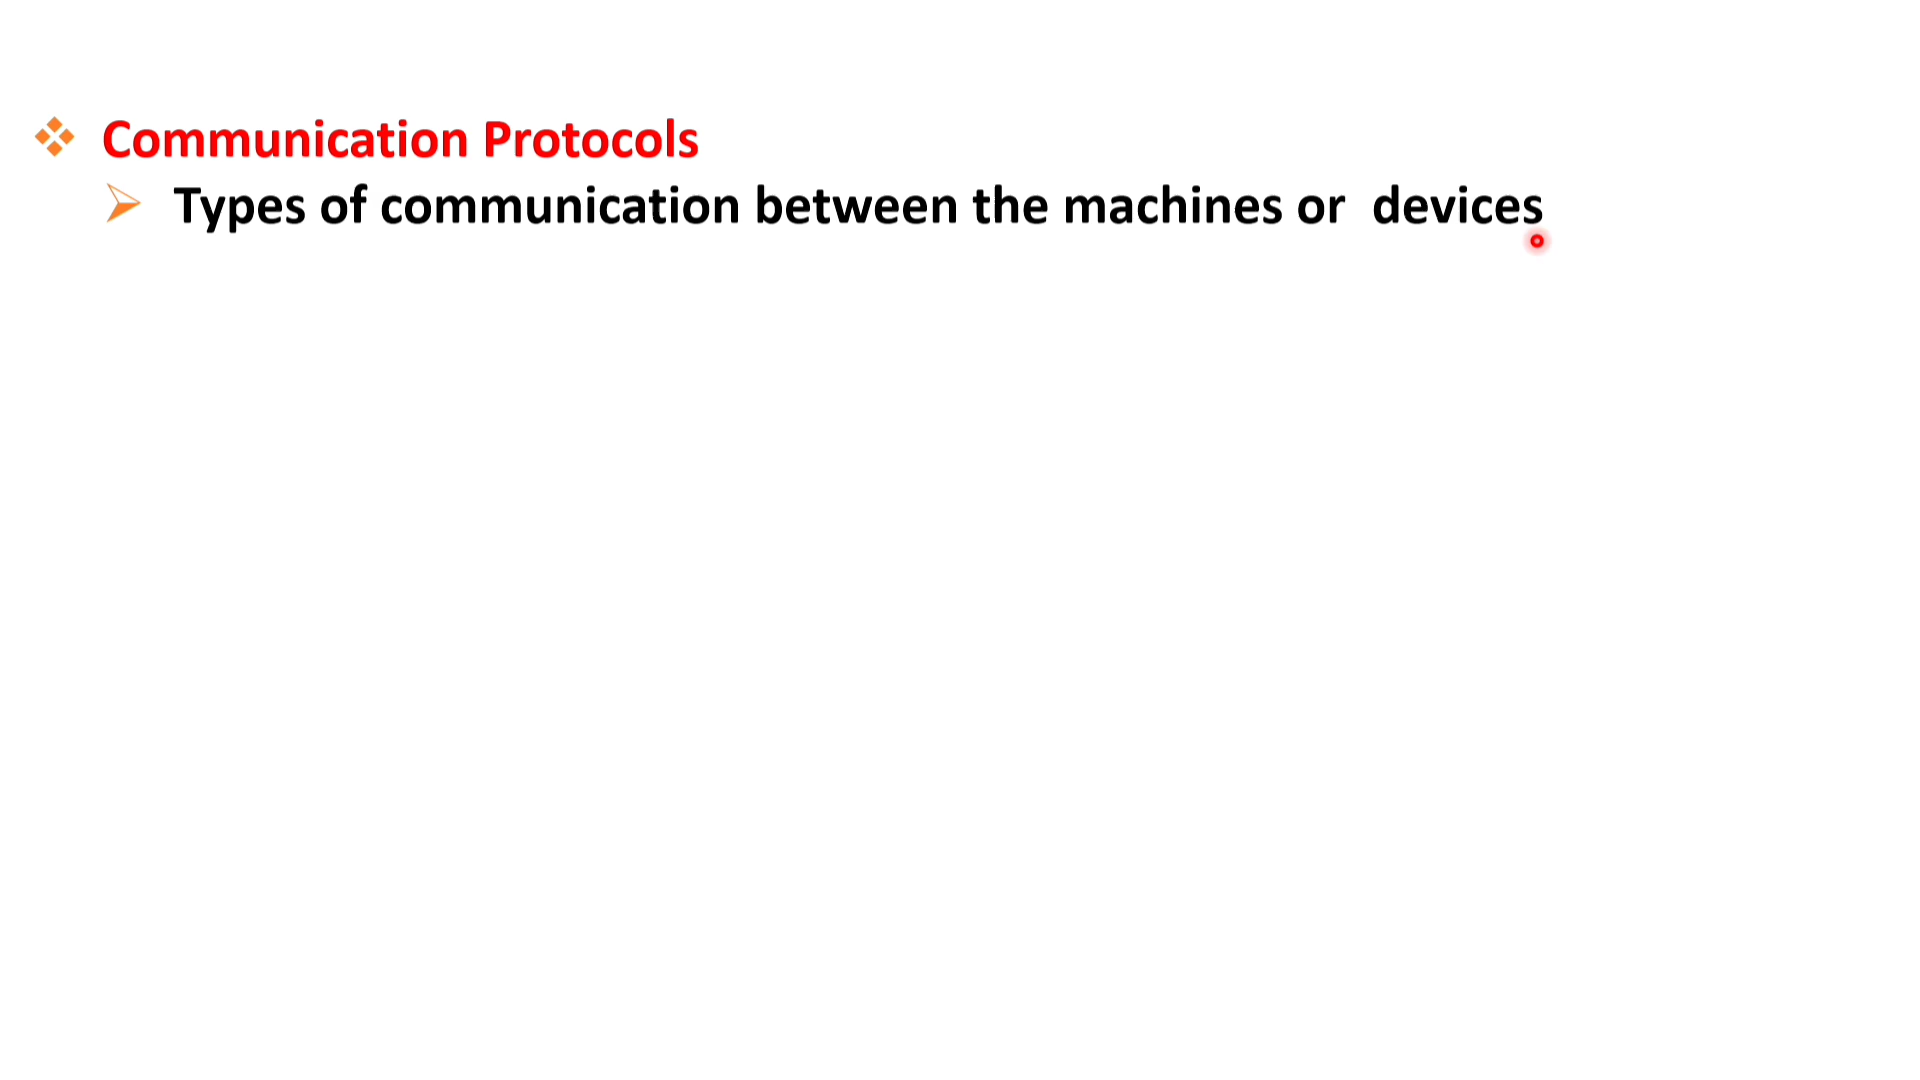 Communication Protocols
Types of communication between the machines or  devices